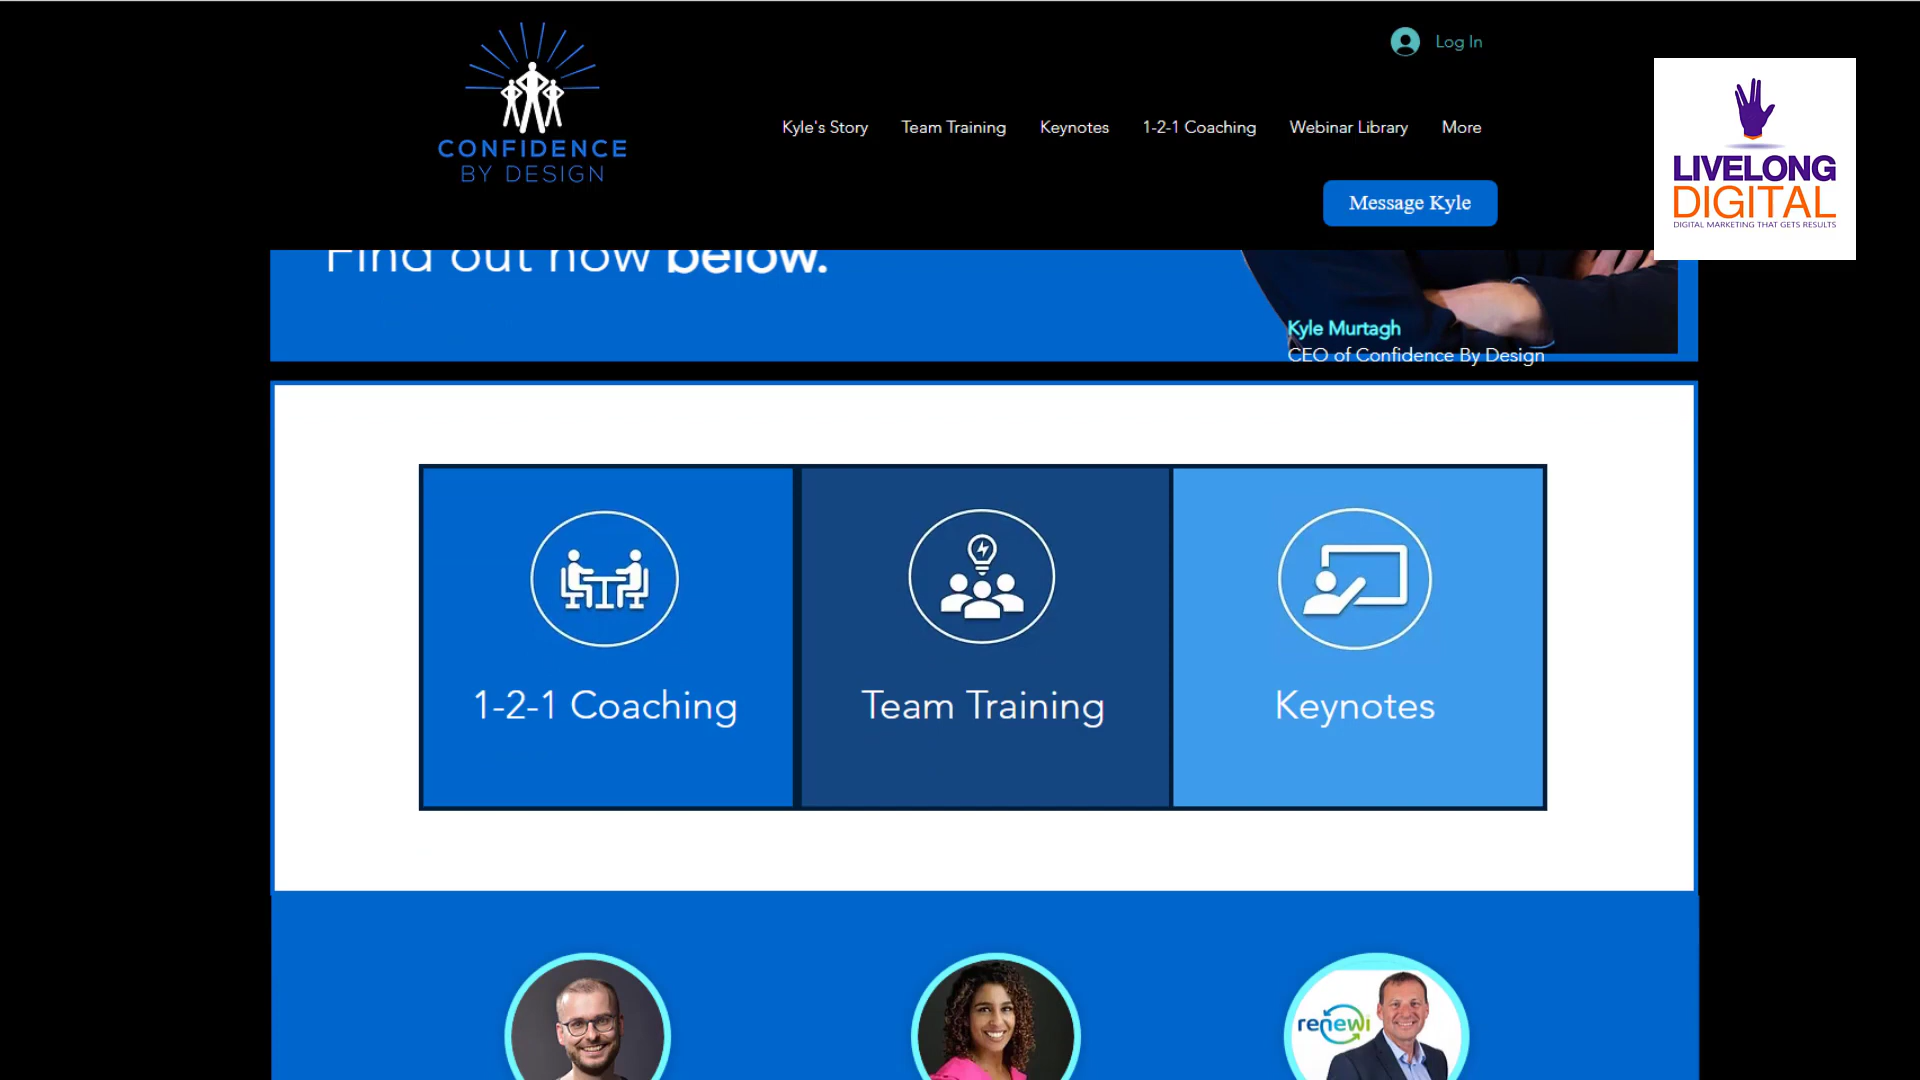 Log In
Kyle's Story Team Training Keynotes 1-2-1 Coaching Webinar Library More
CONFIDENCE
BY DESIGN
Message Kyle
LIVELONG
DIGITAL
DIGITAL MARKETING THAT GETS RESULTS
Find out how below.
Kyle Murtagh
CEO of Confidence By Design
1-2-1 Coaching
Team Training
Keynotes
renewi